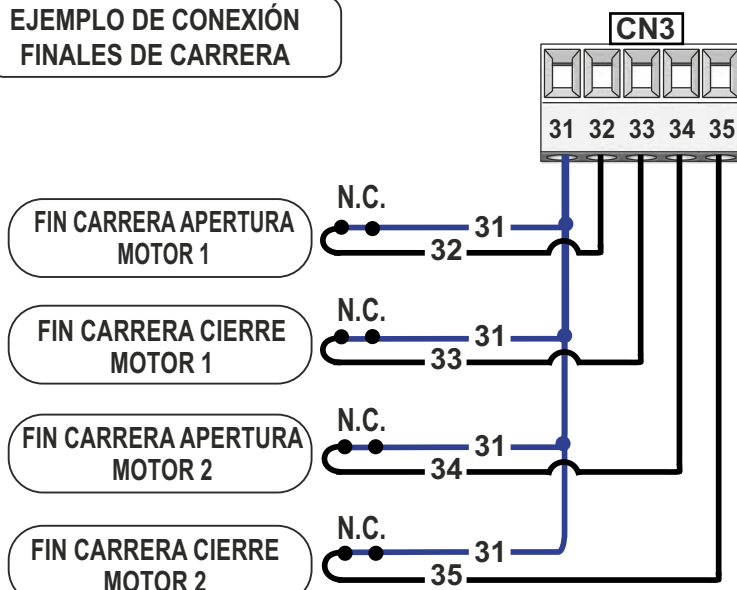 EJEMPLO DE CONEXIÓN
FINALES DE CARRERA
CN3
31 32 33 34 35
FIN CARRERA APERTURA
MOTOR 1
N.C.
31
32
FIN CARRERA CIERRE
MOTOR 1
N.C.
31
33
FIN CARRERA APERTURA
MOTOR 2
N.C.
31
34
FIN CARRERA CIERRE
MOTOR 2
N.C.
31
35